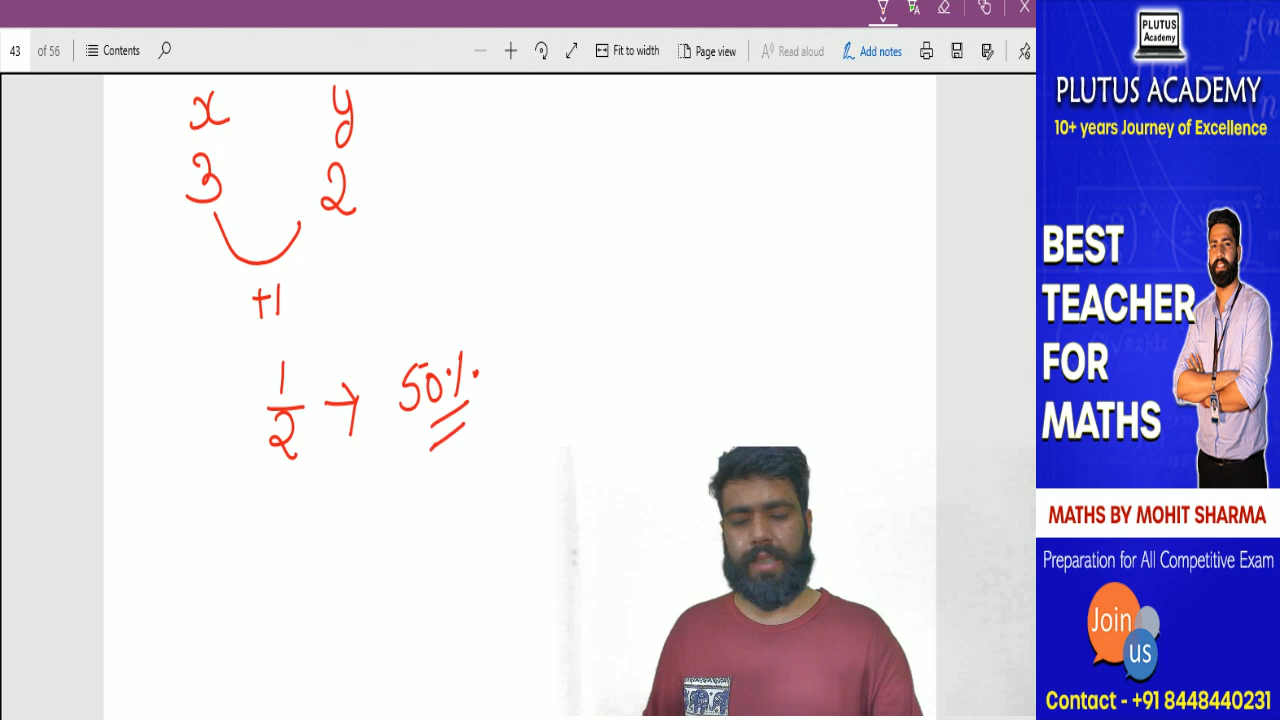 43 of 56 Contents Fit to width Page view Read aloud Add notes
x y
3 2
+1
1/2 → 50%
PLUTUS
Academy
PLUTUS ACADEMY
10+ years Journey of Excellence
BEST
TEACHER
FOR
MATHS
MATHS BY MOHIT SHARMA
Preparation for All Competitive Exam
Join
us
Contact - +91 8448440231